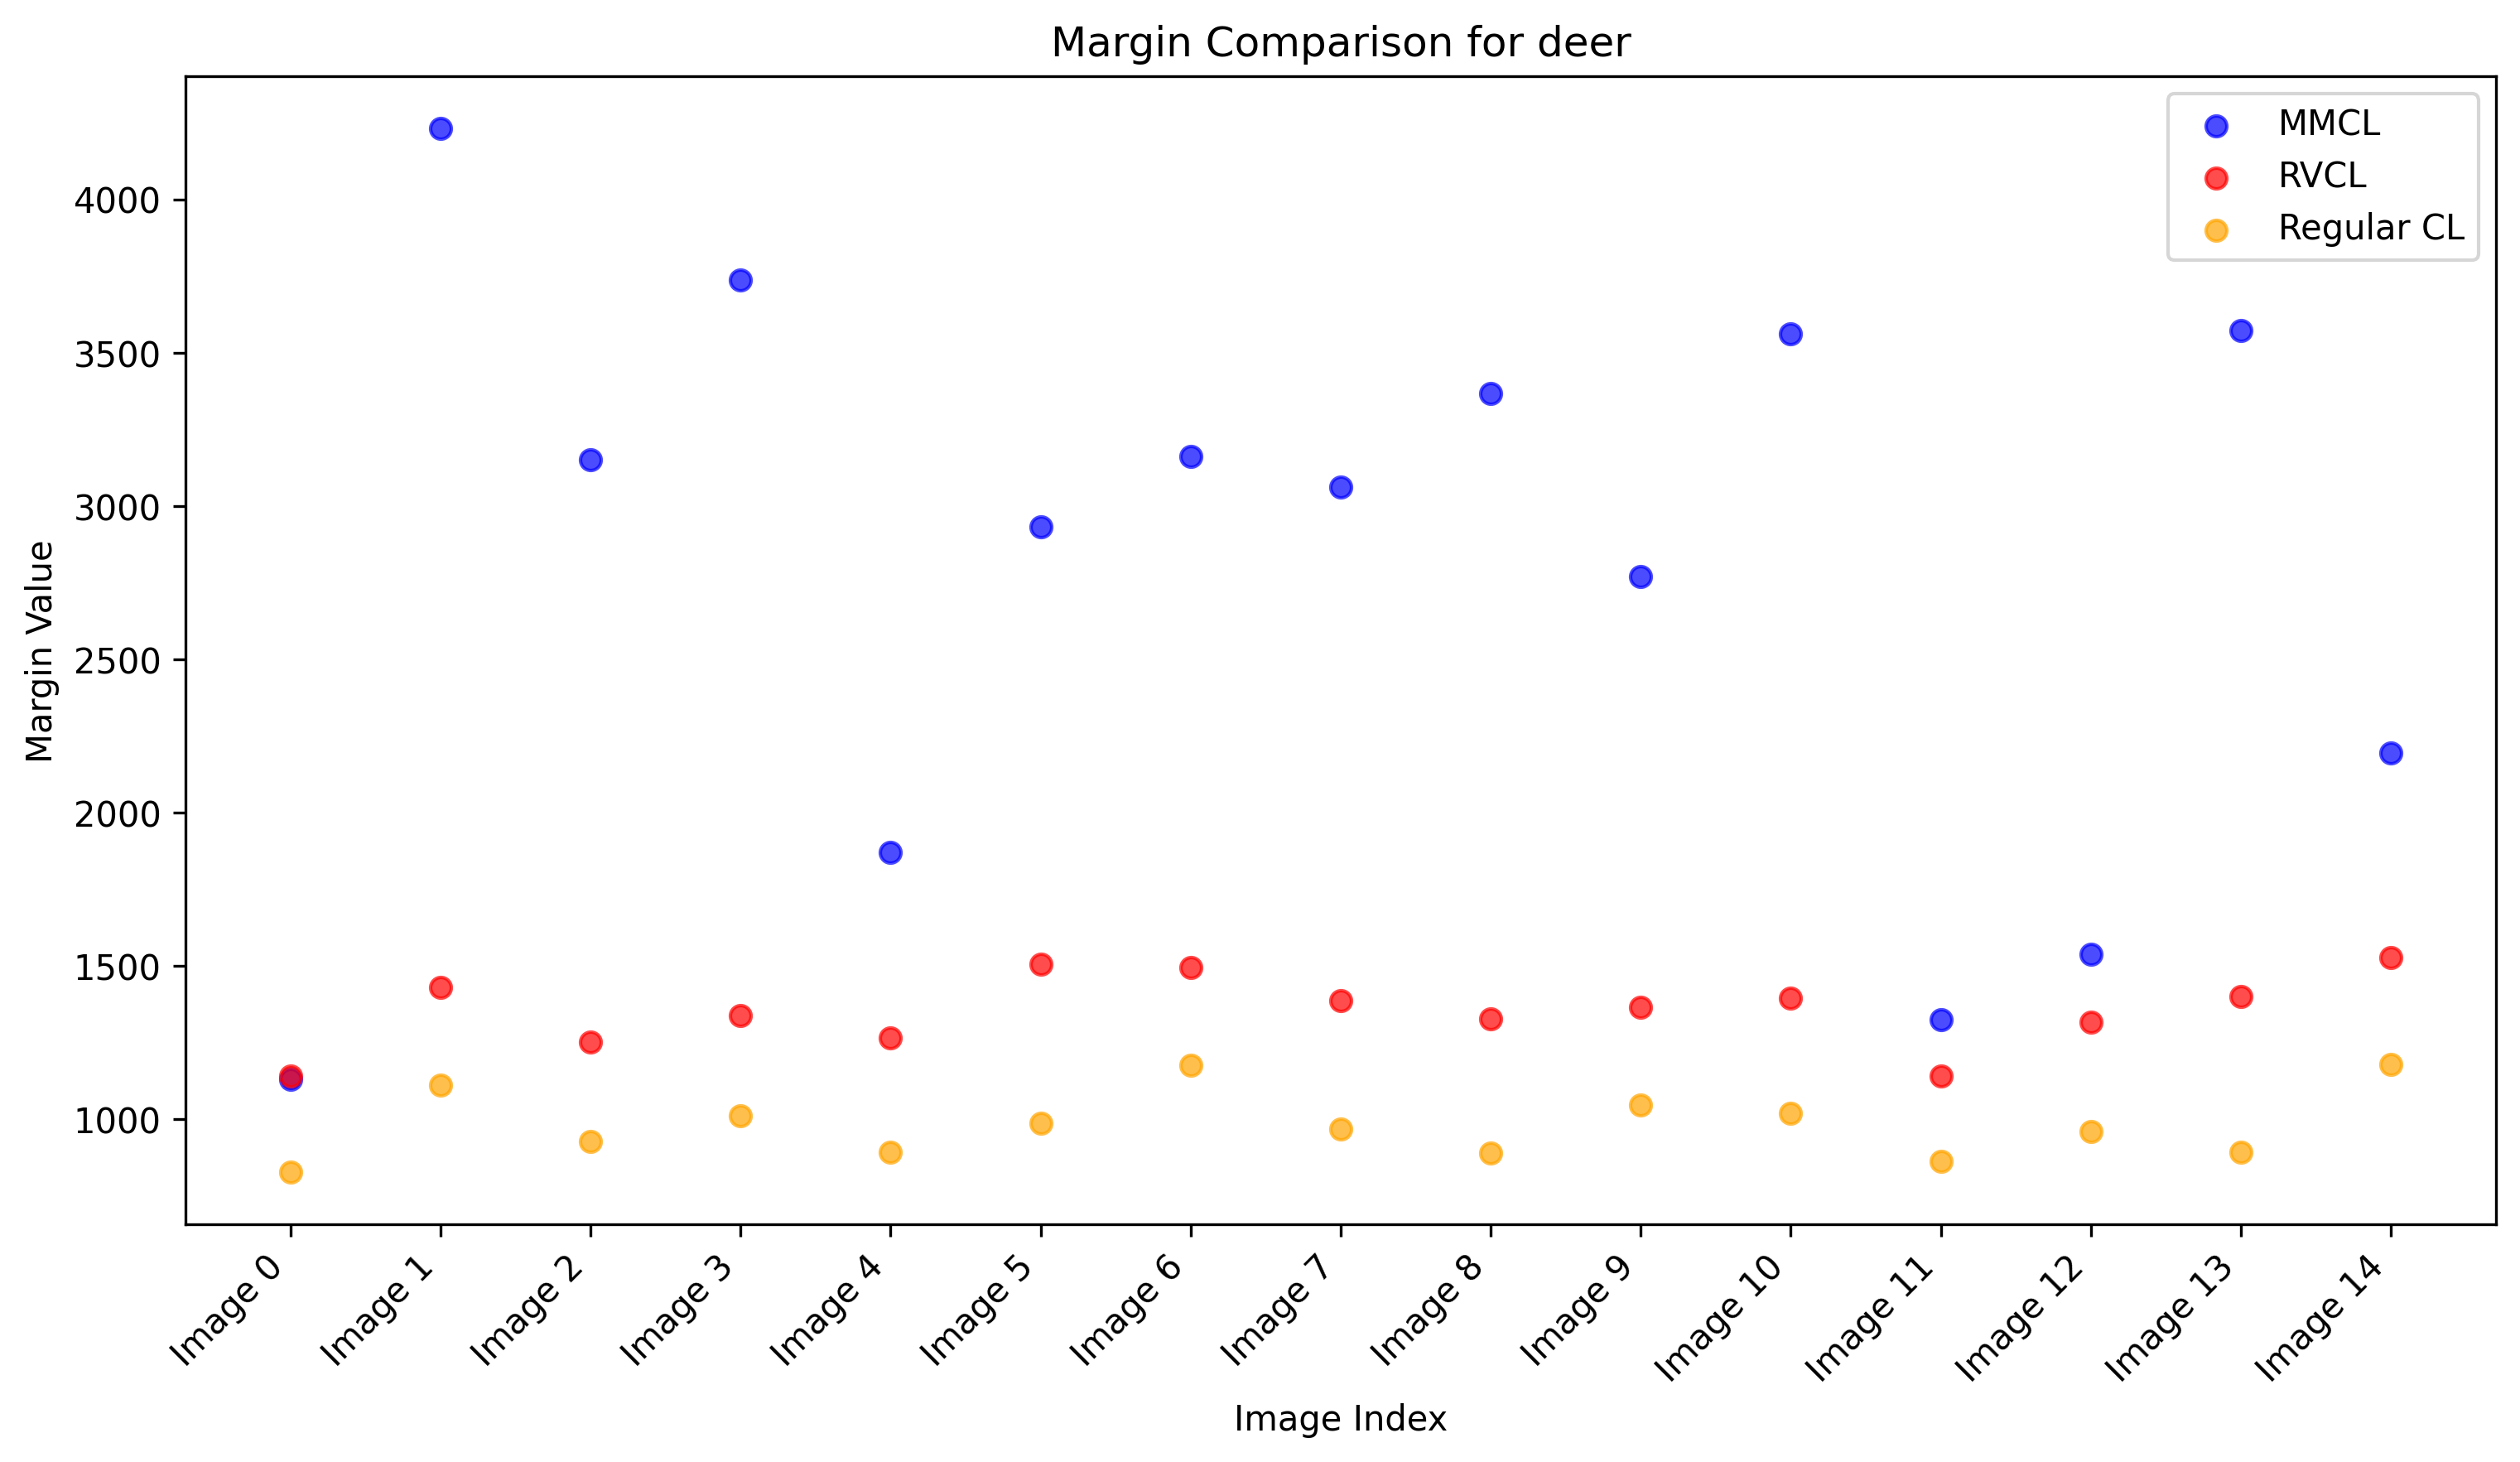 Margin Comparison for deer
MMCL
RVCL
Regular CL
Margin Value
4000
3500
3000
2500
2000
1500
1000
Image 0
Image 1
Image 2
Image 3
Image 4
Image 5
Image 6
Image 7
Image 8
Image 9
Image 10
Image 11
Image 12
Image 13
Image 14
Image Index